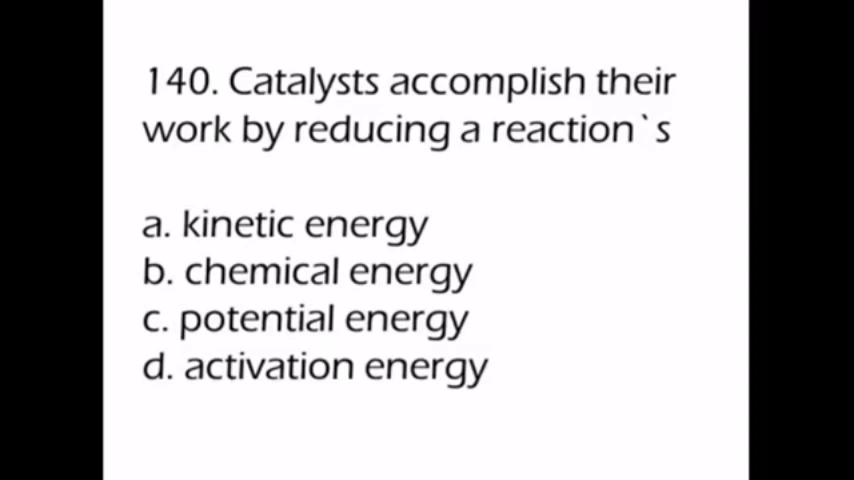 140. Catalysts accomplish their
work by reducing a reaction`s
a. kinetic energy
b. chemical energy
c. potential energy
d. activation energy